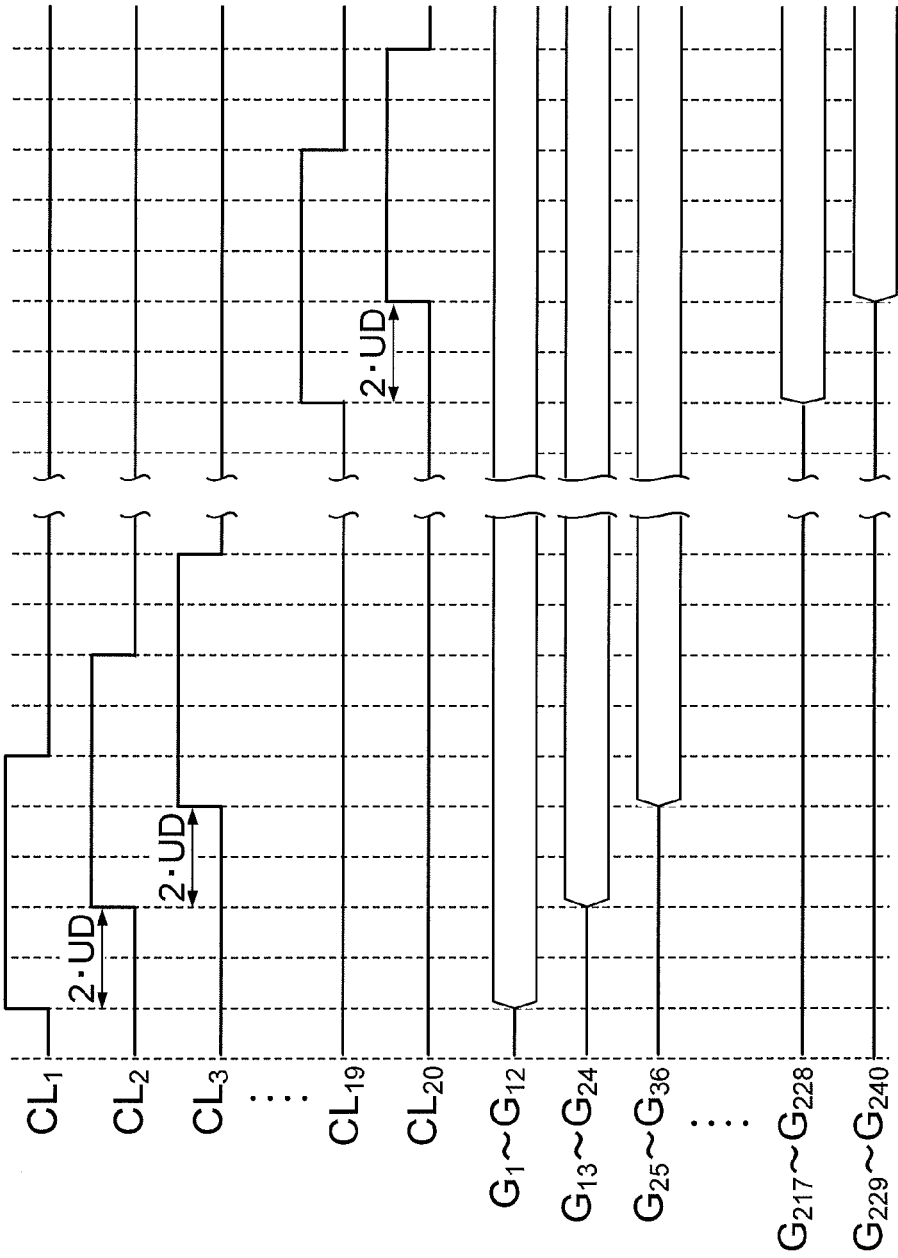 CL₁
2·UD
CL₂
2·UD
CL₃
····
CL₁₉
2·UD
CL₂₀
G₁~G₁₂
G₁₃~G₂₄
G₂₅~G₃₆
····
G₂₁₇~G₂₂₈
G₂₂₉~G₂₄₀